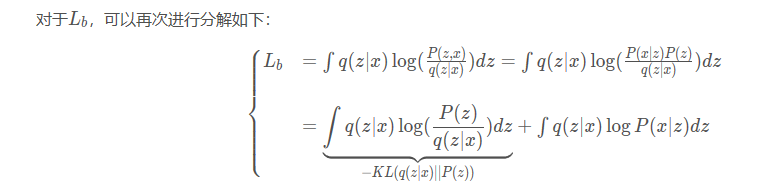 对于L_b，可以再次进行分解如下：
L_b = ∫ q(z|x) log(P(z,x)/q(z|x))dz = ∫ q(z|x) log(P(x|z)P(z)/q(z|x))dz
= ∫ q(z|x) log(P(z)/q(z|x))dz + ∫ q(z|x) log P(x|z)dz
−KL(q(z|x)||P(z))